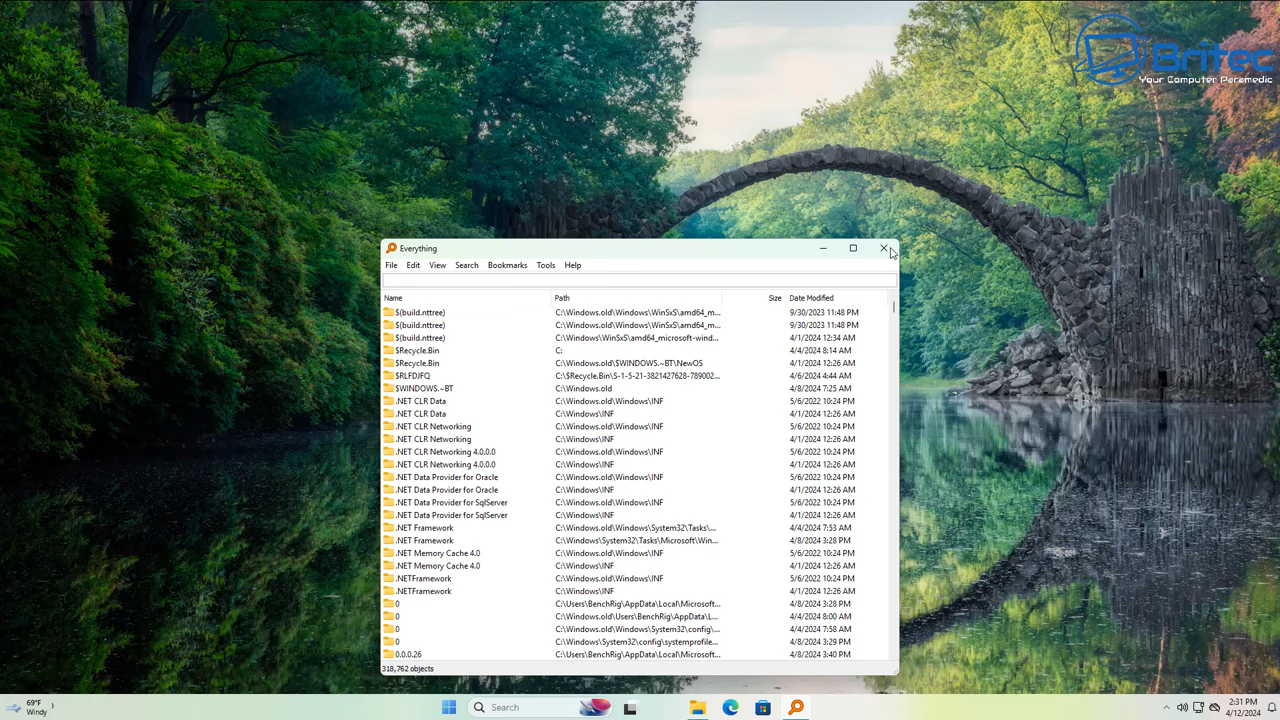 Britec
Your Computer Paramedic
Everything
File Edit View Search Bookmarks Tools Help
Name Path Size Date Modified
$(build.nttree) C:\Windows.old\Windows\WinSxS\amd64_m... 9/30/2023 11:48 PM
$(build.nttree) C:\Windows.old\Windows\WinSxS\amd64_m... 9/30/2023 11:48 PM
$(build.nttree) C:\Windows\WinSxS\amd64_microsoft-wind... 4/1/2024 12:34 AM
$Recycle.Bin C: 4/4/2024 8:14 AM
$Recycle.Bin C:\Windows.old\$WINDOWS.~BT\NewOS 4/1/2024 12:26 AM
$RLFDJFQ C:\$Recycle.Bin\S-1-5-21-3821427628-789002... 4/6/2024 4:44 AM
$WINDOWS.~BT C:\Windows.old 4/8/2024 7:25 AM
.NET CLR Data C:\Windows.old\Windows\INF 5/6/2022 10:24 PM
.NET CLR Data C:\Windows\INF 4/1/2024 12:26 AM
.NET CLR Networking C:\Windows.old\Windows\INF 5/6/2022 10:24 PM
.NET CLR Networking C:\Windows\INF 4/1/2024 12:26 AM
.NET CLR Networking 4.0.0.0 C:\Windows.old\Windows\INF 5/6/2022 10:24 PM
.NET CLR Networking 4.0.0.0 C:\Windows\INF 4/1/2024 12:26 AM
.NET Data Provider for Oracle C:\Windows.old\Windows\INF 5/6/2022 10:24 PM
.NET Data Provider for Oracle C:\Windows\INF 4/1/2024 12:26 AM
.NET Data Provider for SqlServer C:\Windows.old\Windows\INF 5/6/2022 10:24 PM
.NET Data Provider for SqlServer C:\Windows\INF 4/1/2024 12:26 AM
.NET Framework C:\Windows.old\Windows\System32\Tasks\... 4/4/2024 7:53 AM
.NET Framework C:\Windows\System32\Tasks\Microsoft\Win... 4/8/2024 3:28 PM
.NET Memory Cache 4.0 C:\Windows.old\Windows\INF 5/6/2022 10:24 PM
.NET Memory Cache 4.0 C:\Windows\INF 4/1/2024 12:26 AM
.NETFramework C:\Windows.old\Windows\INF 5/6/2022 10:24 PM
.NETFramework C:\Windows\INF 4/1/2024 12:26 AM
0 C:\Users\BenchRig\AppData\Local\Microsoft... 4/8/2024 3:28 PM
0 C:\Windows.old\Users\BenchRig\AppData\L... 4/4/2024 8:00 AM
0 C:\Windows.old\Windows\System32\config\... 4/4/2024 7:58 AM
0 C:\Windows\System32\config\systemprofile... 4/8/2024 3:29 PM
0.0.0.26 C:\Users\BenchRig\AppData\Local\Microsoft... 4/8/2024 3:40 PM
318,762 objects
69°F
Windy
Search
2:31 PM
4/12/2024